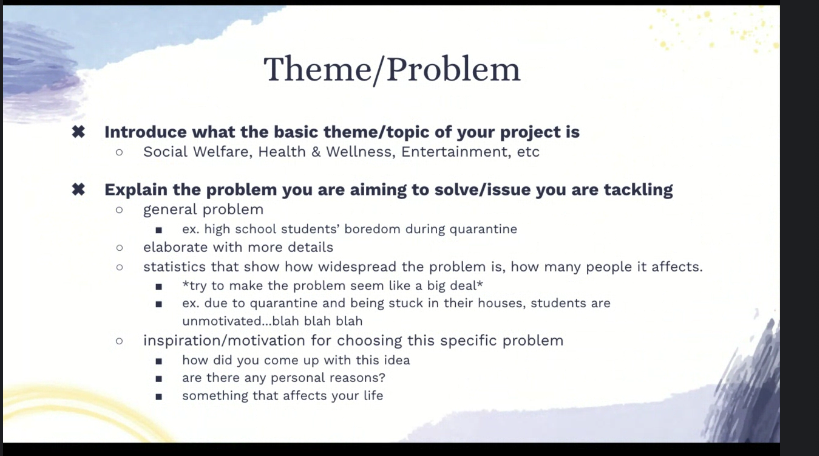 Theme/Problem
✖ Introduce what the basic theme/topic of your project is
○ Social Welfare, Health & Wellness, Entertainment, etc
✖ Explain the problem you are aiming to solve/issue you are tackling
○ general problem
■ ex. high school students' boredom during quarantine
○ elaborate with more details
○ statistics that show how widespread the problem is, how many people it affects.
■ *try to make the problem seem like a big deal*
■ ex. due to quarantine and being stuck in their houses, students are
unmotivated...blah blah blah
○ inspiration/motivation for choosing this specific problem
■ how did you come up with this idea
■ are there any personal reasons?
■ something that affects your life